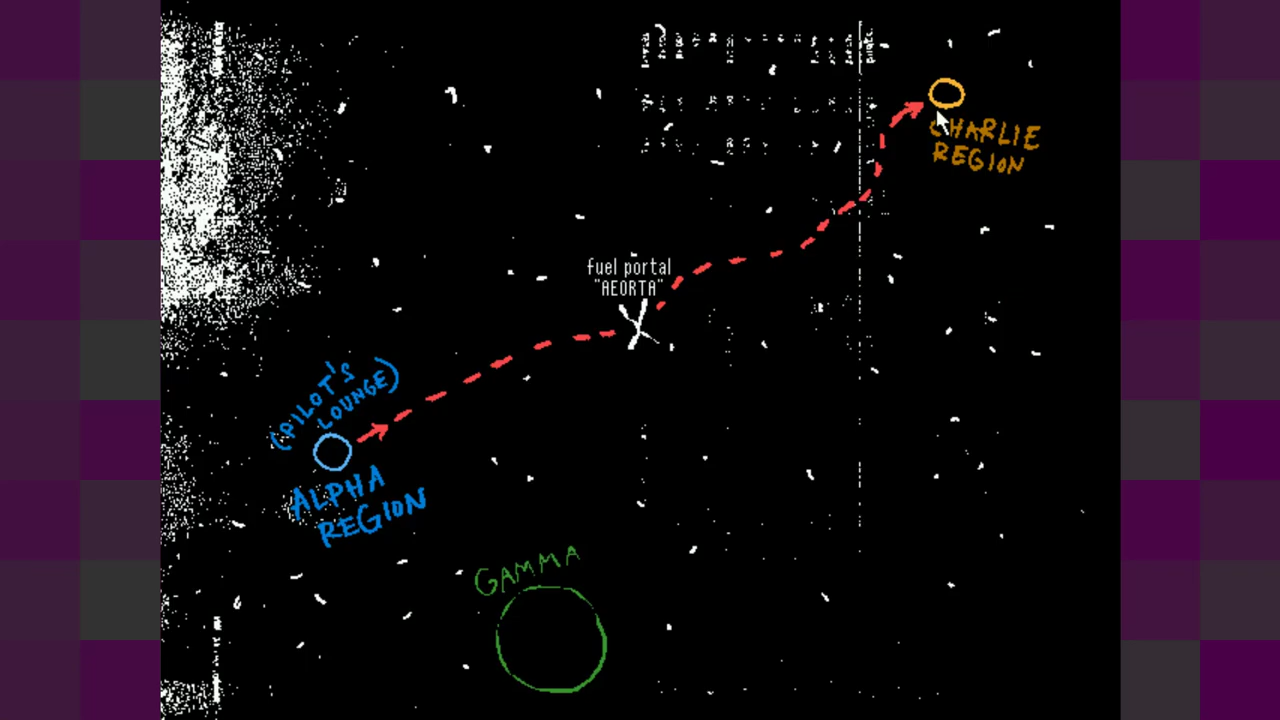 CHARLIE
REGION
fuel portal
"AEORTA"
(PILOT'S
LOUNGE)
ALPHA
REGION
GAMMA